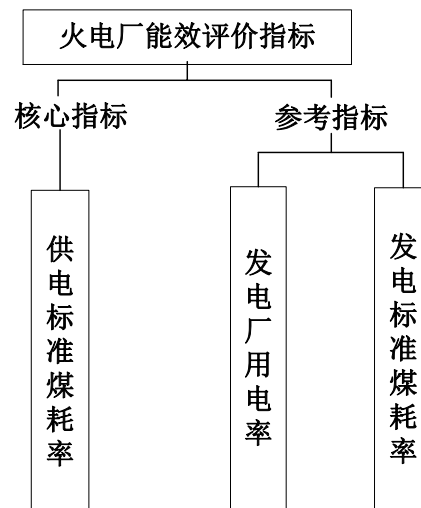 火电厂能效评价指标
核心指标
参考指标
供电标准煤耗率
发电厂用电率
发电标准煤耗率